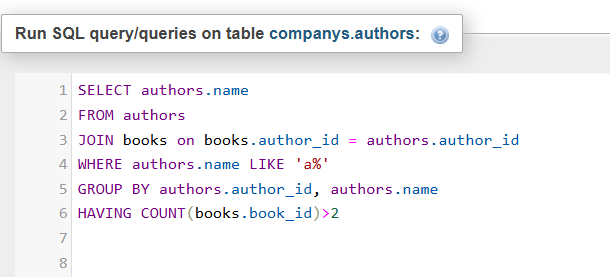 Run SQL query/queries on table companys.authors:
1 SELECT authors.name
2 FROM authors
3 JOIN books on books.author_id = authors.author_id
4 WHERE authors.name LIKE 'a%'
5 GROUP BY authors.author_id, authors.name
6 HAVING COUNT(books.book_id)>2
7
8